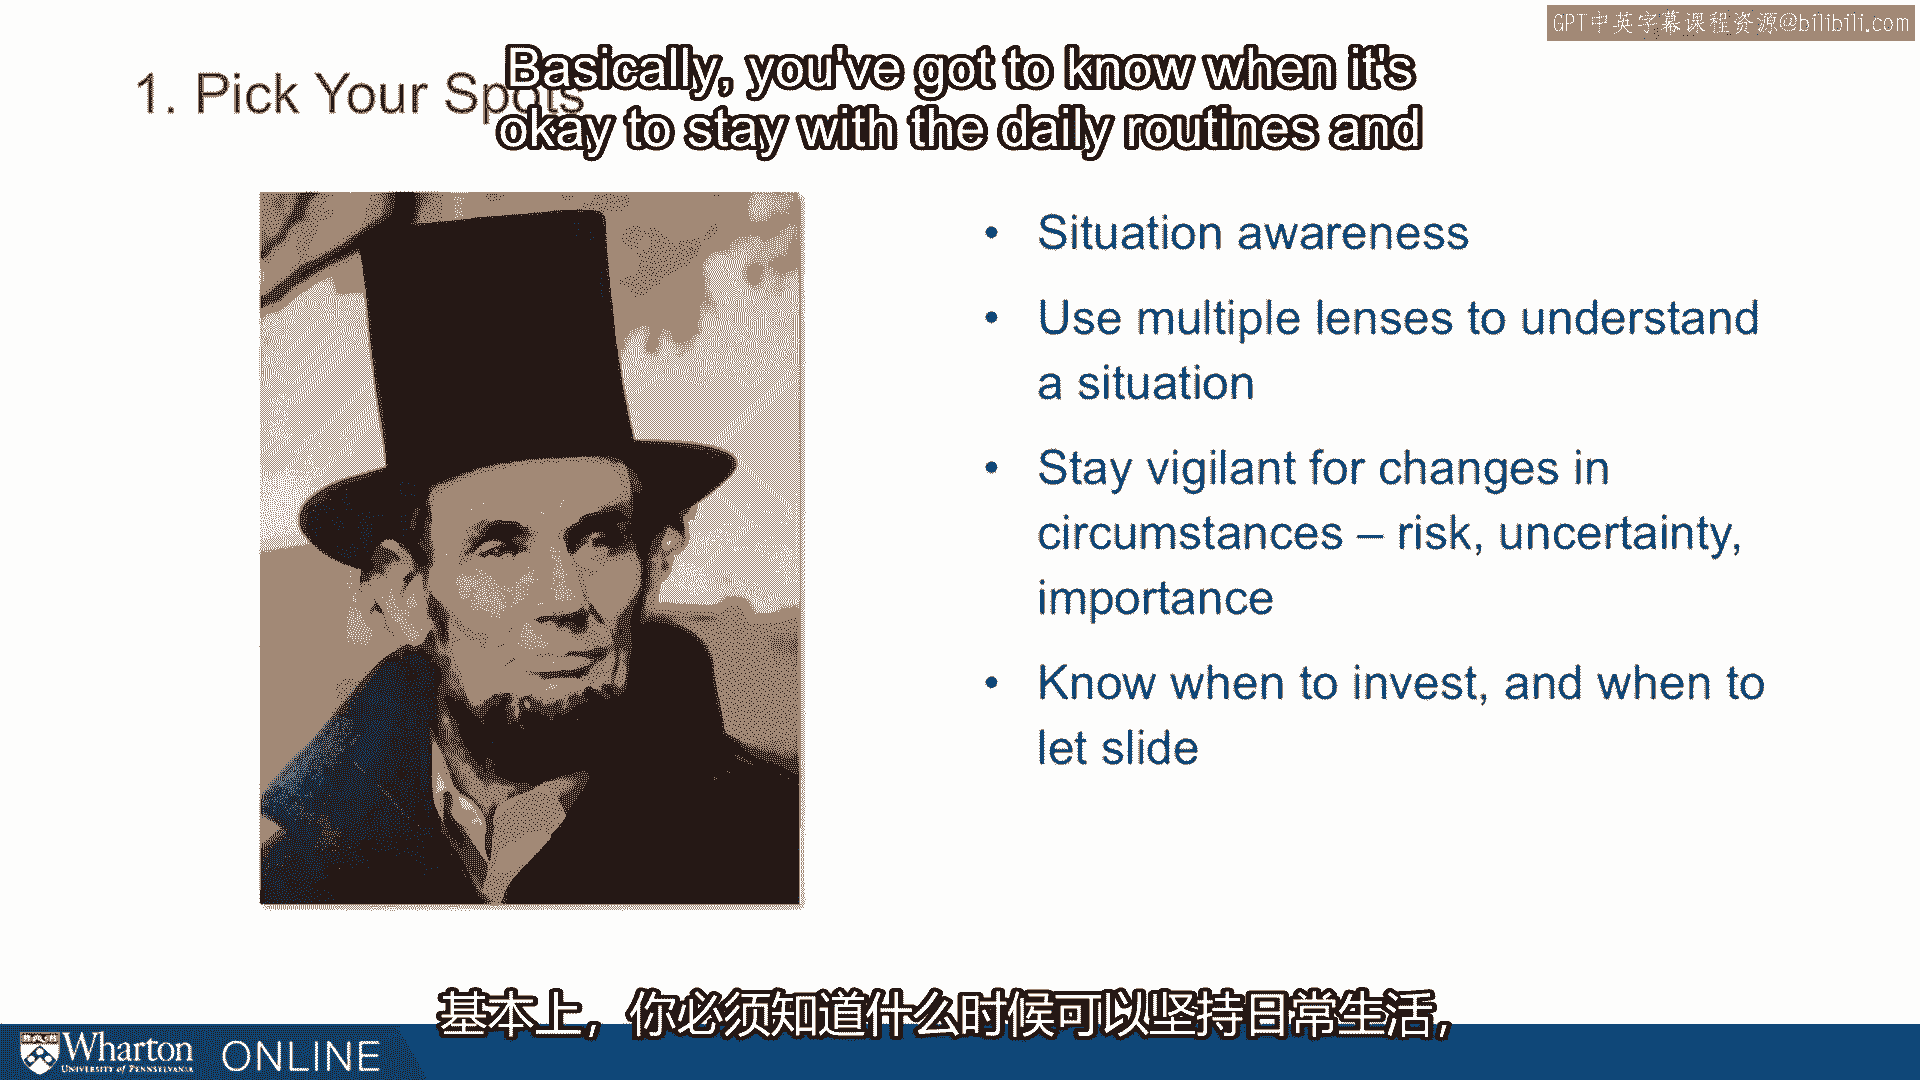 GPT中英字幕课程资源@bilibili.com
1. Pick Your Spots
Basically, you've got to know when it's
okay to stay with the daily routines and
• Situation awareness
• Use multiple lenses to understand
a situation
• Stay vigilant for changes in
circumstances – risk, uncertainty,
importance
• Know when to invest, and when to
let slide
基本上，你必须知道什么时候可以坚持日常生活，
Wharton
UNIVERSITY of PENNSYLVANIA
ONLINE